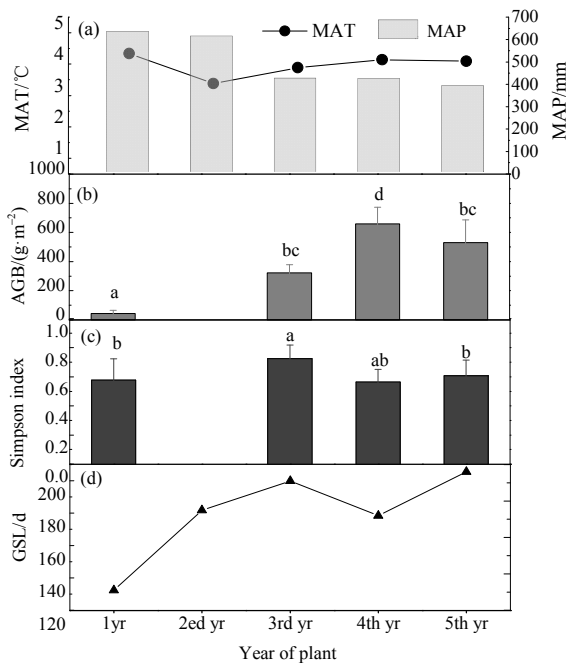 (a)
MAT
MAP
MAT/℃
5
4
3
2
1
MAP/mm
700
600
500
400
300
200
100
0
(b)
AGB/(g·m⁻²)
1000
800
600
400
200
0
a
bc
d
bc
(c)
Simpson index
1.0
0.8
0.6
0.4
0.2
0.0
b
a
ab
b
(d)
GSL/d
200
180
160
140
120
1yr
2ed yr
3rd yr
4th yr
5th yr
Year of plant